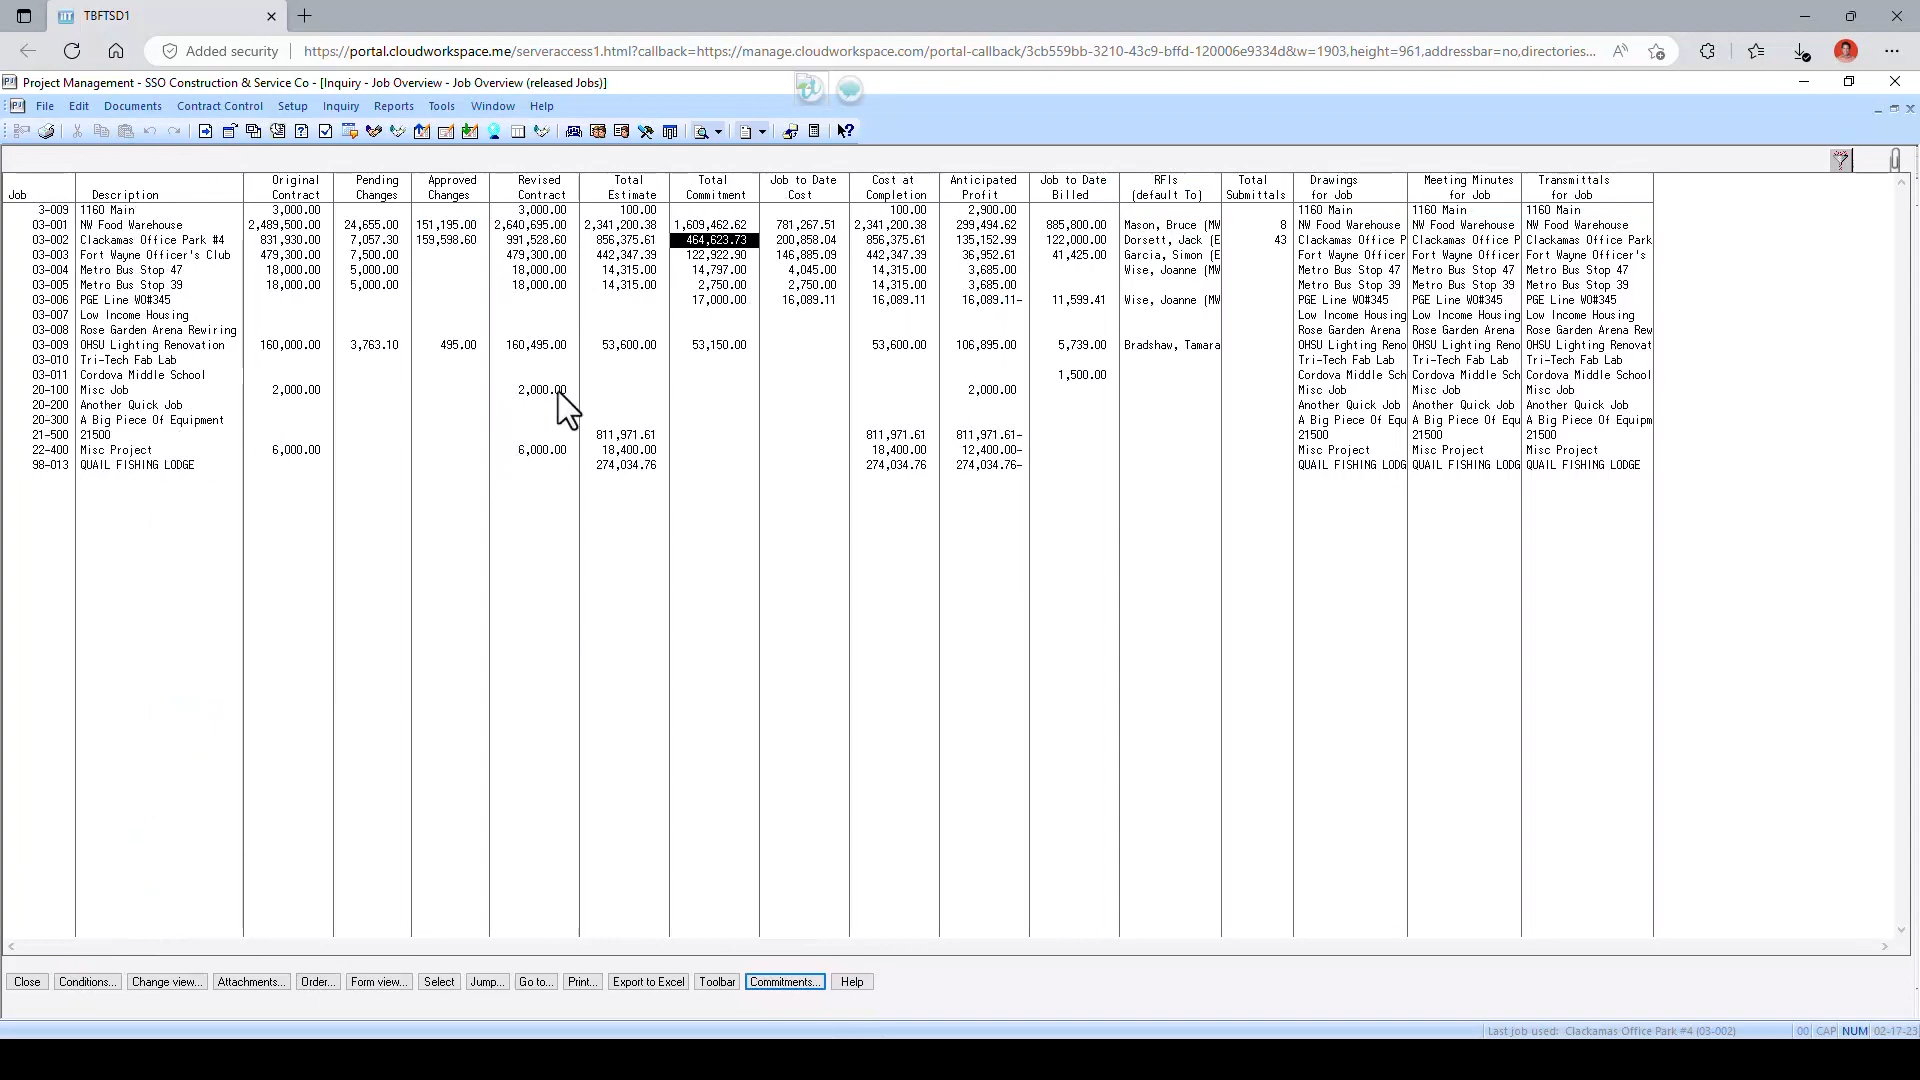 TBFTSD1
Added security
https://portal.cloudworkspace.me/serveraccess1.html?callback=https://manage.cloudworkspace.com/portal-callback/3cb559bb-3210-43c9-bffd-120006e9334d&w=1903,height=961,addressbar=no,directories...
Project Management - SSO Construction & Service Co - [Inquiry - Job Overview - Job Overview (released Jobs)]
File Edit Documents Contract Control Setup Inquiry Reports Tools Window Help
Original Pending Approved Revised Total Total Job to Date Cost at Anticipated Job to Date RFIs Total Drawings Meeting Minutes Transmittals
Job Description Contract Changes Changes Contract Estimate Commitment Cost Completion Profit Billed (default To) Submittals for Job for Job for Job
3-009 1160 Main 3,000.00 3,000.00 100.00 100.00 2,900.00 1160 Main 1160 Main 1160 Main
03-001 NW Food Warehouse 2,489,500.00 24,655.00 151,195.00 2,640,695.00 2,341,200.38 1,609,462.62 781,267.51 2,341,200.38 299,494.62 885,800.00 Mason, Bruce (MW 8 NW Food Warehouse NW Food Warehouse NW Food Warehouse
03-002 Clackamas Office Park #4 831,930.00 7,057.30 159,598.60 991,528.60 856,375.61 464,623.73 200,858.04 856,375.61 135,152.99 122,000.00 Dorsett, Jack (E 43 Clackamas Office P Clackamas Office P Clackamas Office Park
03-003 Fort Wayne Officer's Club 479,300.00 7,500.00 479,300.00 442,347.39 122,922.90 146,885.09 442,347.39 36,952.61 41,425.00 Garcia, Simon (E Fort Wayne Officer Fort Wayne Officer Fort Wayne Officer's
03-004 Metro Bus Stop 47 18,000.00 5,000.00 18,000.00 14,315.00 14,797.00 4,045.00 14,315.00 3,685.00 Wise, Joanne (MW Metro Bus Stop 47 Metro Bus Stop 47 Metro Bus Stop 47
03-005 Metro Bus Stop 39 18,000.00 5,000.00 18,000.00 14,315.00 2,750.00 2,750.00 14,315.00 3,685.00 Metro Bus Stop 39 Metro Bus Stop 39 Metro Bus Stop 39
03-006 PGE Line WO#345 17,000.00 16,089.11 16,089.11 16,089.11- 11,599.41 Wise, Joanne (MW PGE Line WO#345 PGE Line WO#345 PGE Line WO#345
03-007 Low Income Housing Low Income Housing Low Income Housing Low Income Housing
03-008 Rose Garden Arena Rewiring Rose Garden Arena Rose Garden Arena Rose Garden Arena Rew
03-009 OHSU Lighting Renovation 160,000.00 3,763.10 495.00 160,495.00 53,600.00 53,150.00 53,600.00 106,895.00 5,739.00 Bradshaw, Tamara OHSU Lighting Reno OHSU Lighting Reno OHSU Lighting Renovat
03-010 Tri-Tech Fab Lab Tri-Tech Fab Lab Tri-Tech Fab Lab Tri-Tech Fab Lab
03-011 Cordova Middle School 1,500.00 Cordova Middle Sch Cordova Middle Sch Cordova Middle School
20-100 Misc Job 2,000.00 2,000.00 2,000.00 Misc Job Misc Job Misc Job
20-200 Another Quick Job Another Quick Job Another Quick Job Another Quick Job
20-300 A Big Piece Of Equipment A Big Piece Of Equ A Big Piece Of Equ A Big Piece Of Equipm
21-500 21500 811,971.61 811,971.61 811,971.61- 21500 21500 21500
22-400 Misc Project 6,000.00 6,000.00 18,400.00 18,400.00 12,400.00- Misc Project Misc Project Misc Project
98-013 QUAIL FISHING LODGE 274,034.76 274,034.76 274,034.76- QUAIL FISHING LODG QUAIL FISHING LODG QUAIL FISHING LODGE
Close Conditions... Change view... Attachments... Order... Form view... Select Jump... Go to... Print... Export to Excel Toolbar Commitments... Help
Last job used: Clackamas Office Park #4 (03-002) 00 CAP NUM 02-17-23